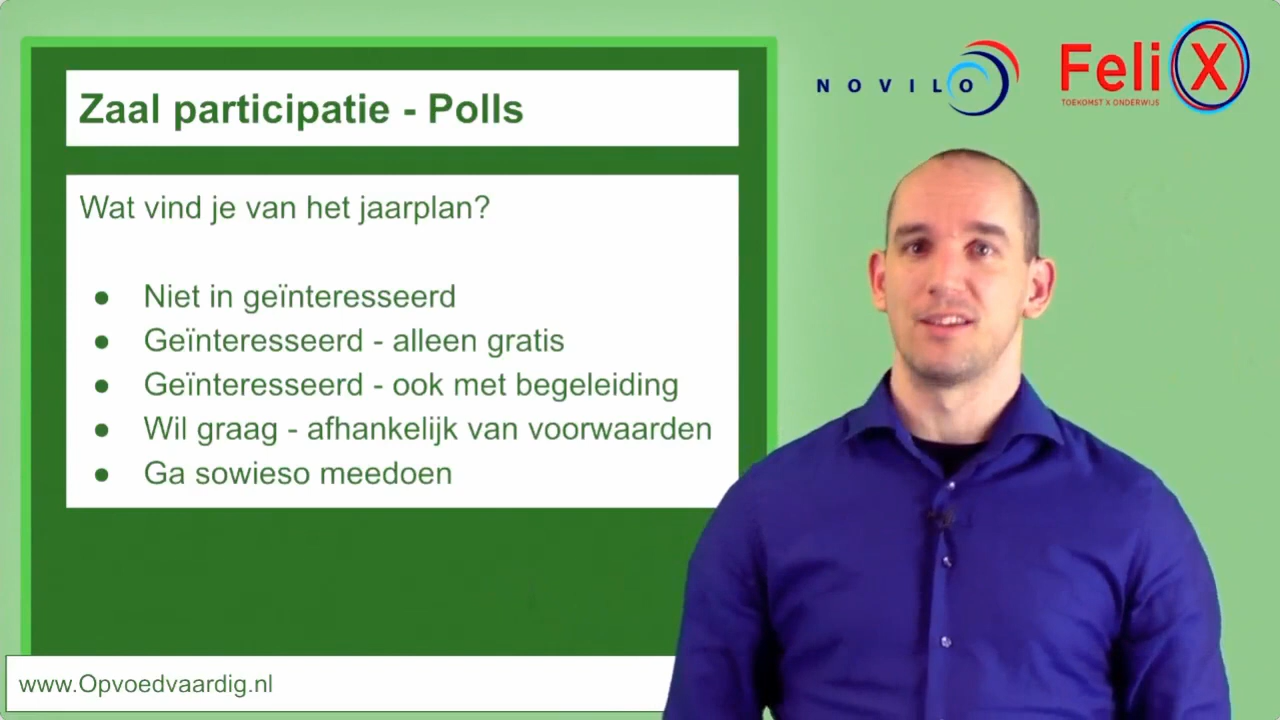 Zaal participatie - Polls
Wat vind je van het jaarplan?
● Niet in geïnteresseerd
● Geïnteresseerd - alleen gratis
● Geïnteresseerd - ook met begeleiding
● Wil graag - afhankelijk van voorwaarden
● Ga sowieso meedoen
www.Opvoedvaardig.nl
NOVILO
FeliX
TOEKOMST X ONDERWIJS